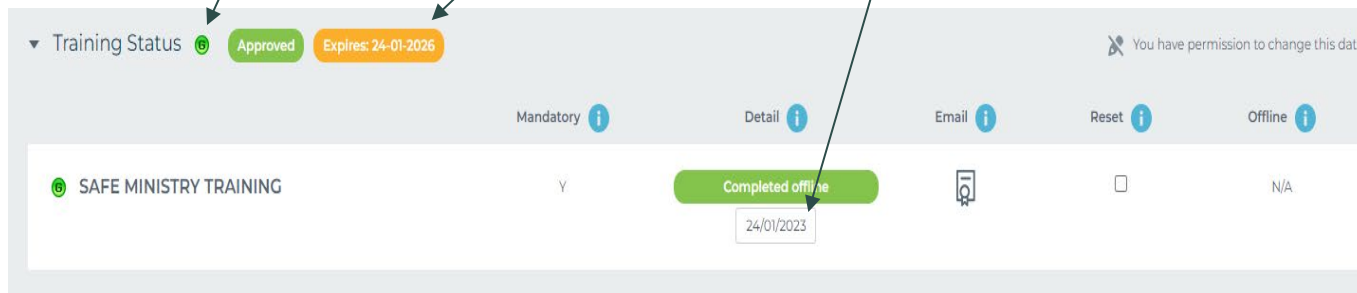 Training Status G Approved Expires: 24-01-2026 You have permission to change this dat
Mandatory i Detail i Email i Reset i Offline i
G SAFE MINISTRY TRAINING Y Completed offline N/A
24/01/2023